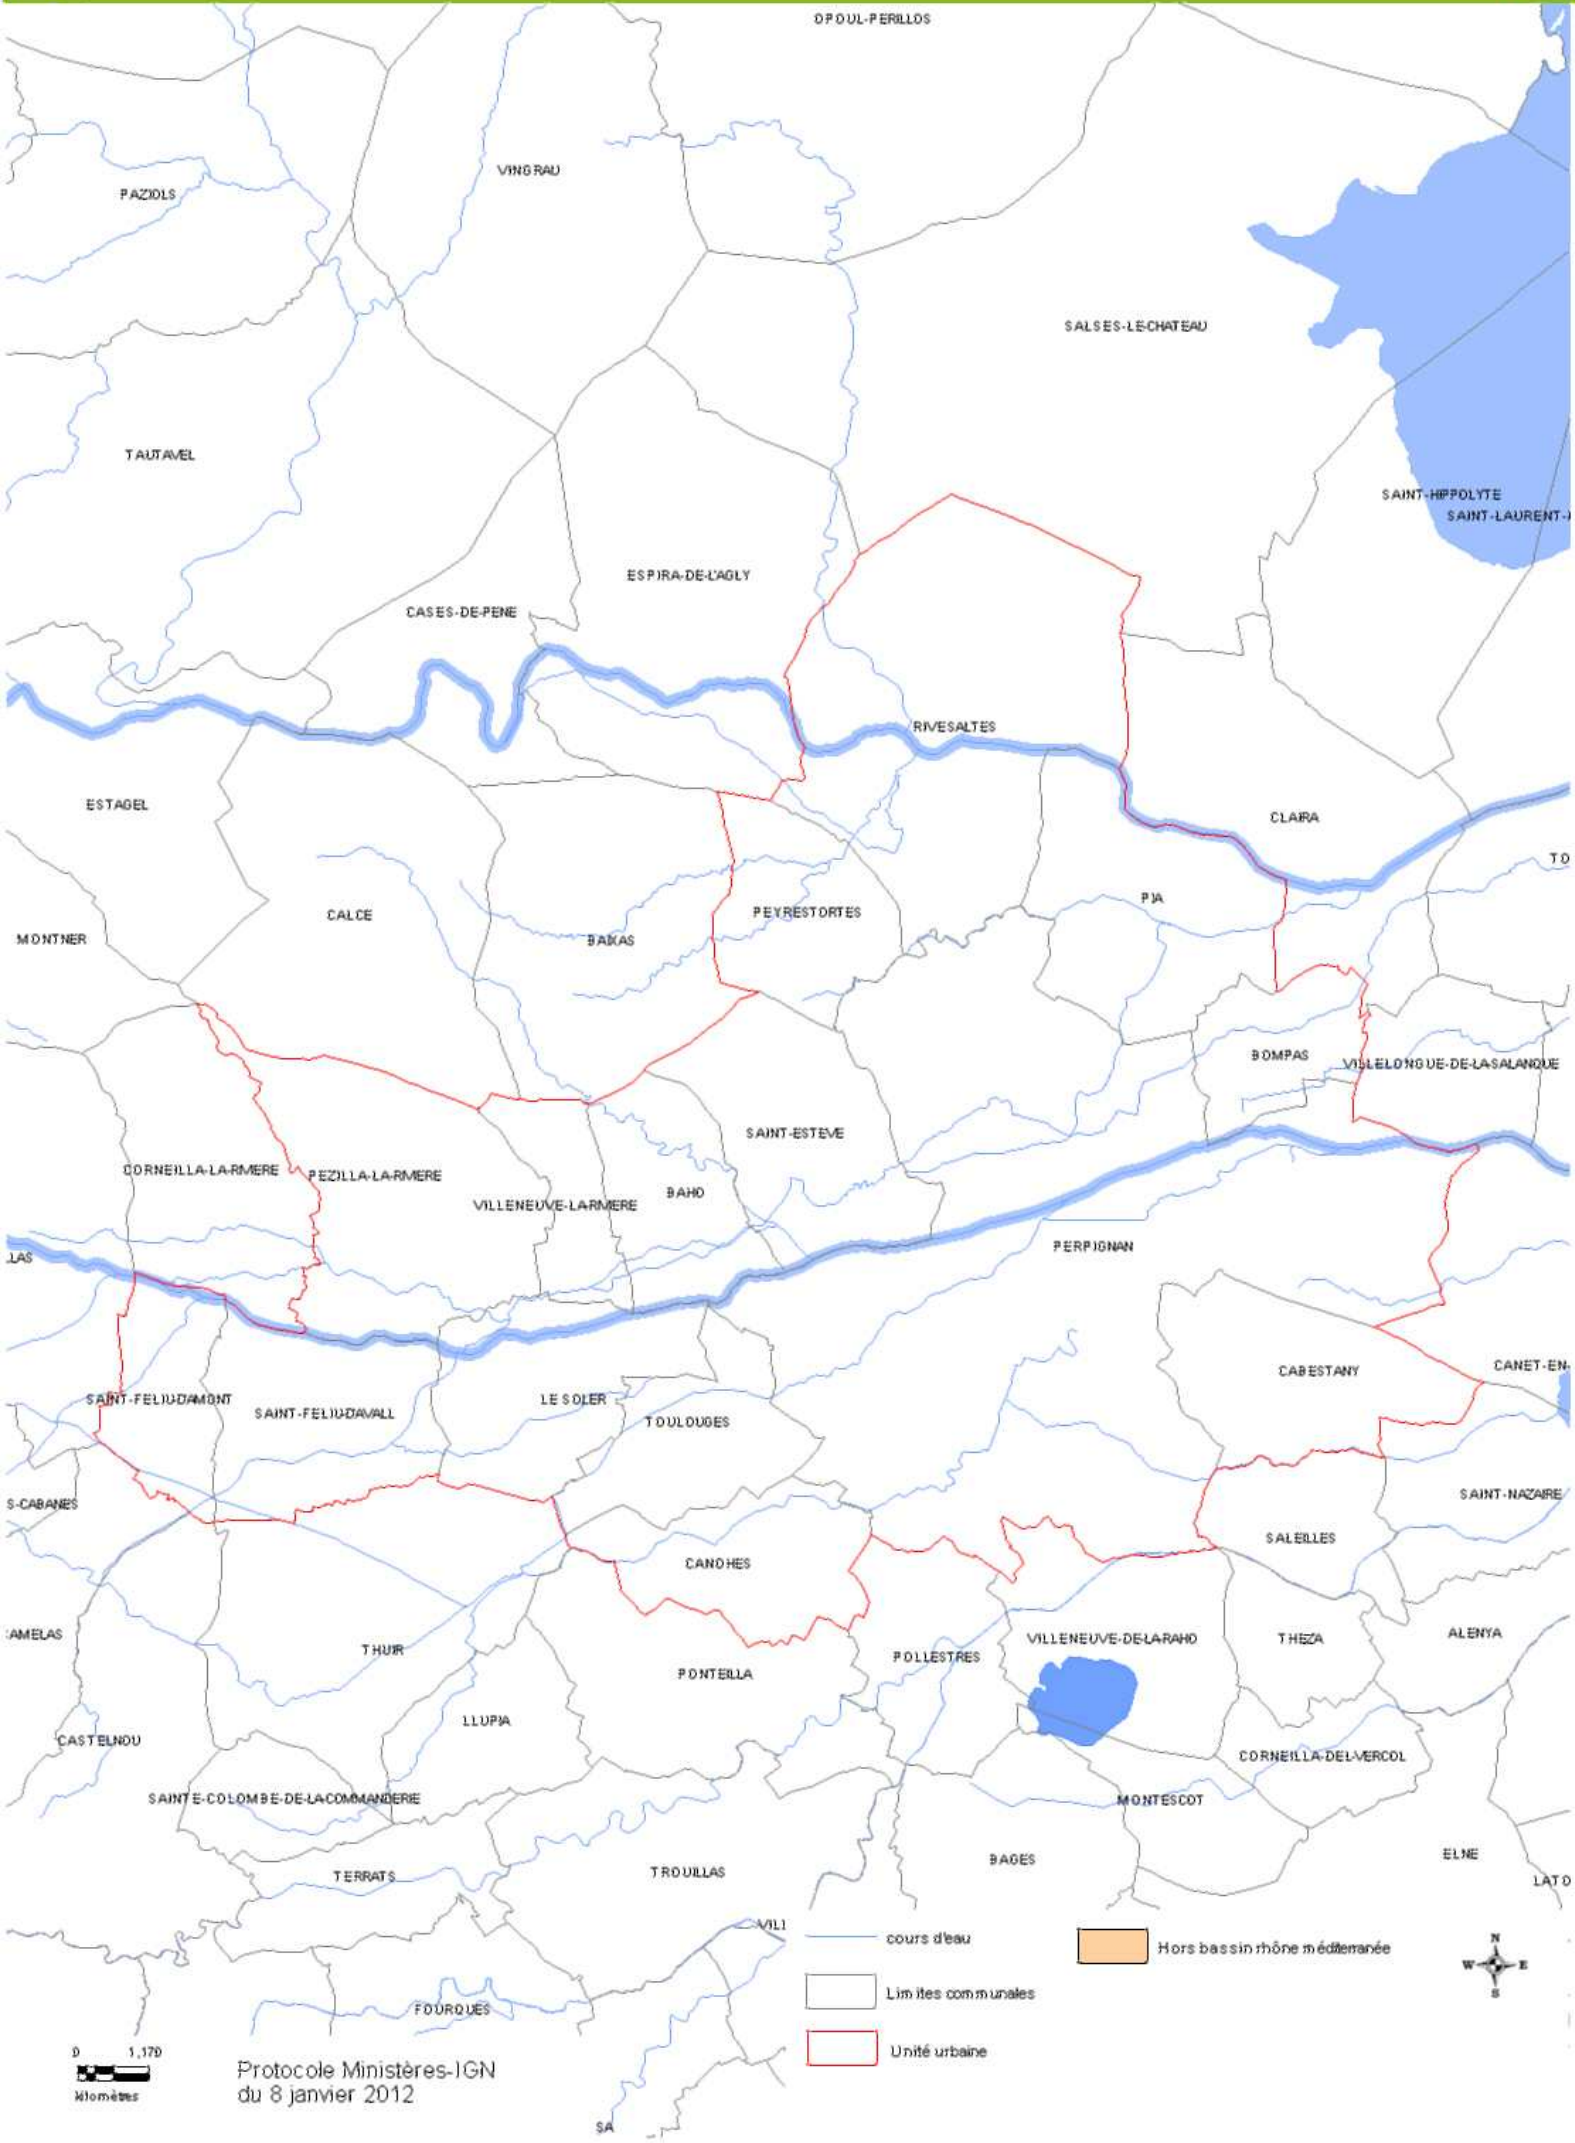 OPOUL-PERILLOS
VINGRAU
PAZIOLS
SALSES-LE-CHATEAU
TAUTAVEL
SAINT-HIPPOLYTE
SAINT-LAURENT-
ESPIRA-DE-L'AGLY
CASES-DE-PENE
RIVESALTES
ESTAGEL
CLAIRA
TO
PIA
CALCE
PEYRESTORTES
MONTNER
BAIXAS
BOMPAS
VILLELONGUE-DE-LA-SALANQUE
SAINT-ESTEVE
CORNEILLA-LA-RIVIERE
PEZILLA-LA-RIVIERE
BAHO
VILLENEUVE-LA-RIVIERE
PERPIGNAN
LLAS
CANET-EN-
CABESTANY
SAINT-FELIU-D'AMONT
LE SOLER
SAINT-FELIU-D'AVALL
TOULOUGES
SAINT-NAZAIRE
S-CABANES
SALEILLES
CANOHES
CAMELAS
ALENYA
VILLENEUVE-DE-LA-RAHO
THEZA
THUIR
POLLESTRES
PONTEILLA
LLUPIA
CASTELNOU
CORNEILLA-DEL-VERCOL
SAINTE-COLOMBE-DE-LA-COMMANDERIE
MONTESCOT
ELNE
BAGES
TROUILLAS
TERRATS
LATO
VILL
cours d'eau
Hors bassin rhône méditerranée
N
W E
S
Limites communales
FOURQUES
Unité urbaine
0 1,170
kilomètres
Protocole Ministères-IGN
du 8 janvier 2012
SA